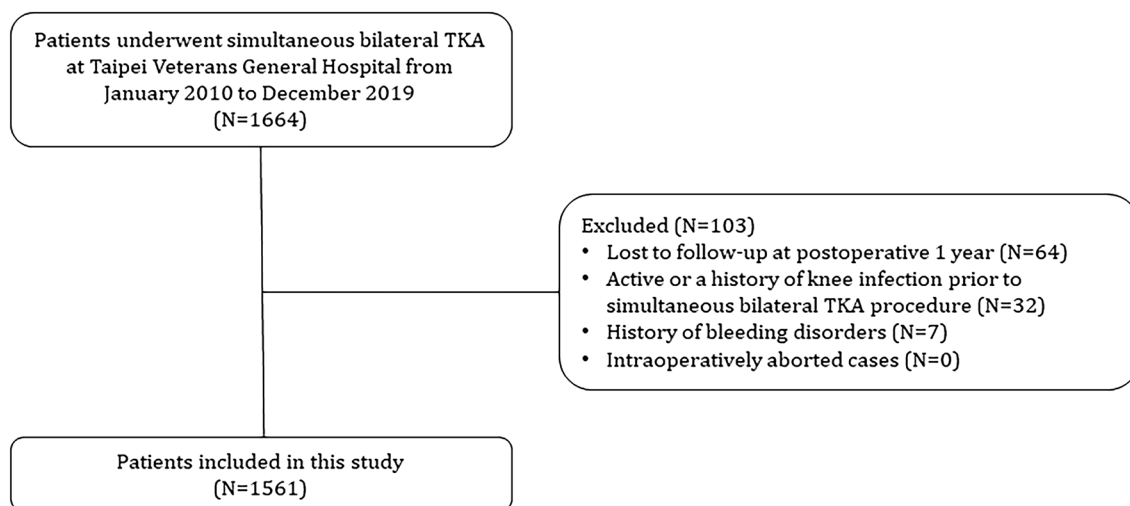 Patients underwent simultaneous bilateral TKA
at Taipei Veterans General Hospital from
January 2010 to December 2019
(N=1664)
Excluded (N=103)
• Lost to follow-up at postoperative 1 year (N=64)
• Active or a history of knee infection prior to
simultaneous bilateral TKA procedure (N=32)
• History of bleeding disorders (N=7)
• Intraoperatively aborted cases (N=0)
Patients included in this study
(N=1561)